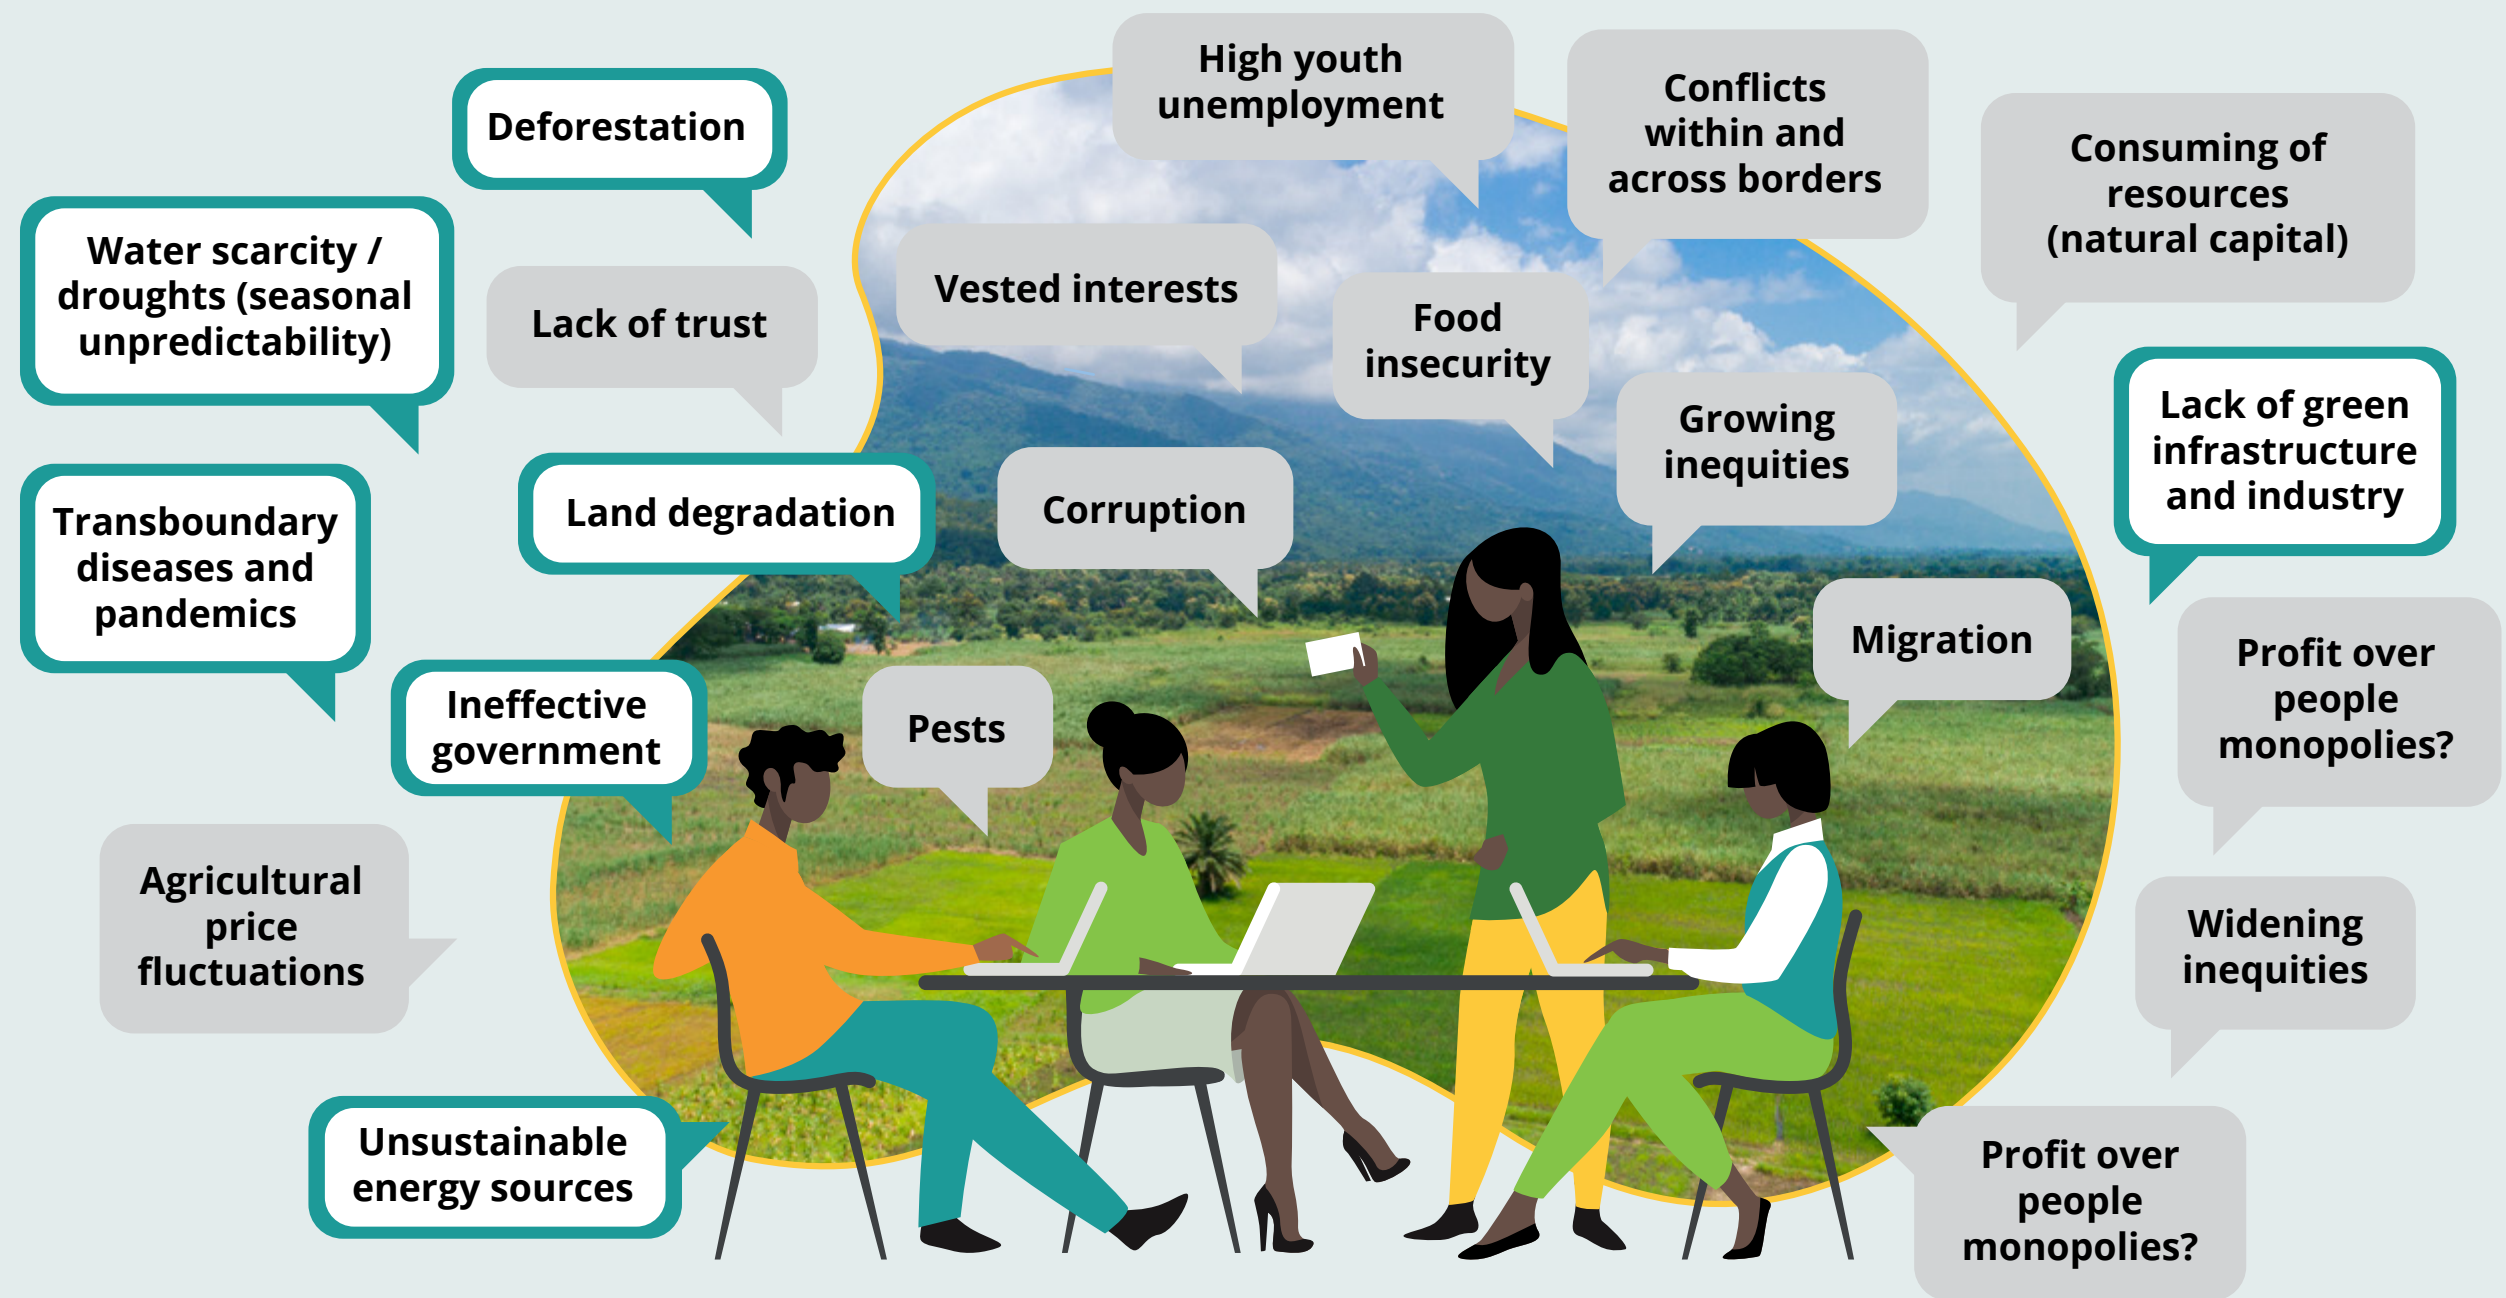 High youth
unemployment
Conflicts
within and
across borders
Deforestation
Consuming of
resources
(natural capital)
Water scarcity /
droughts (seasonal
unpredictability)
Lack of trust
Vested interests
Food
insecurity
Growing
inequities
Lack of green
infrastructure
and industry
Transboundary
diseases and
pandemics
Land degradation
Corruption
Migration
Profit over
people
monopolies?
Ineffective
government
Pests
Agricultural
price
fluctuations
Widening
inequities
Unsustainable
energy sources
Profit over
people
monopolies?